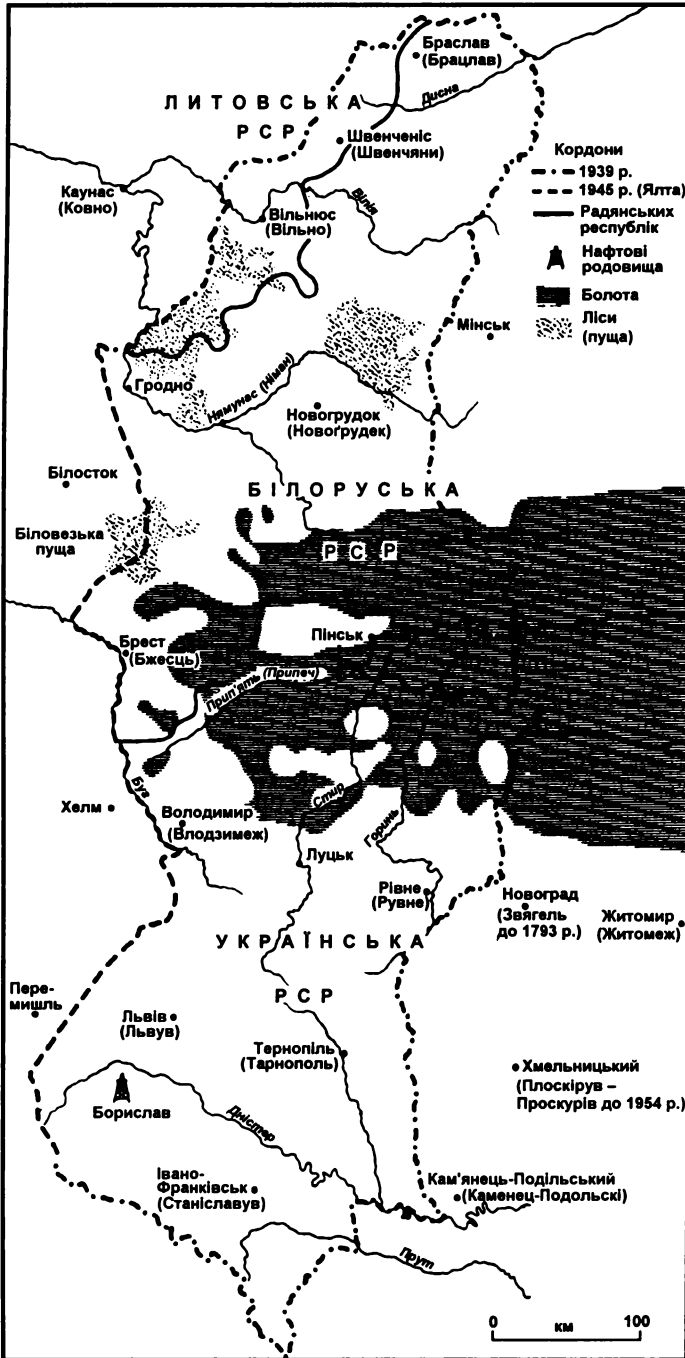 Браслав
(Брацлав)
Дисна
ЛИТОВСЬКА
РСР
Швенченіс
(Швенчяни)
Кордони
1939 р.
1945 р. (Ялта)
Радянських
республік
Нафтові
родовища
Болота
Ліси
(пуща)
Каунас
(Ковно)
Вільнюс
(Вільно)
Вілія
Мінськ
Гродно
Нямунас (Німан)
Новогрудок
(Новоґрудек)
Білосток
БІЛОРУСЬКА
РСР
Біловезька
пуща
Пінськ
Брест
(Бжесць)
Прип'ять (Припеч)
Буг
Стир
Горинь
Хелм
Володимир
(Влодзимеж)
Луцьк
Рівне
(Рувне)
Новоград
(Звягель
до 1793 р.)
Житомир
(Житомеж)
УКРАЇНСЬКА
РСР
Пере-
мишль
Львів
(Львув)
Тернопіль
(Тарнополь)
Хмельницький
(Плоскірув –
Проскурів до 1954 р.)
Борислав
Дністер
Івано-
Франківськ
(Станіславув)
Кам'янець-Подільський
(Каменец-Подольскі)
Прут
0 км 100